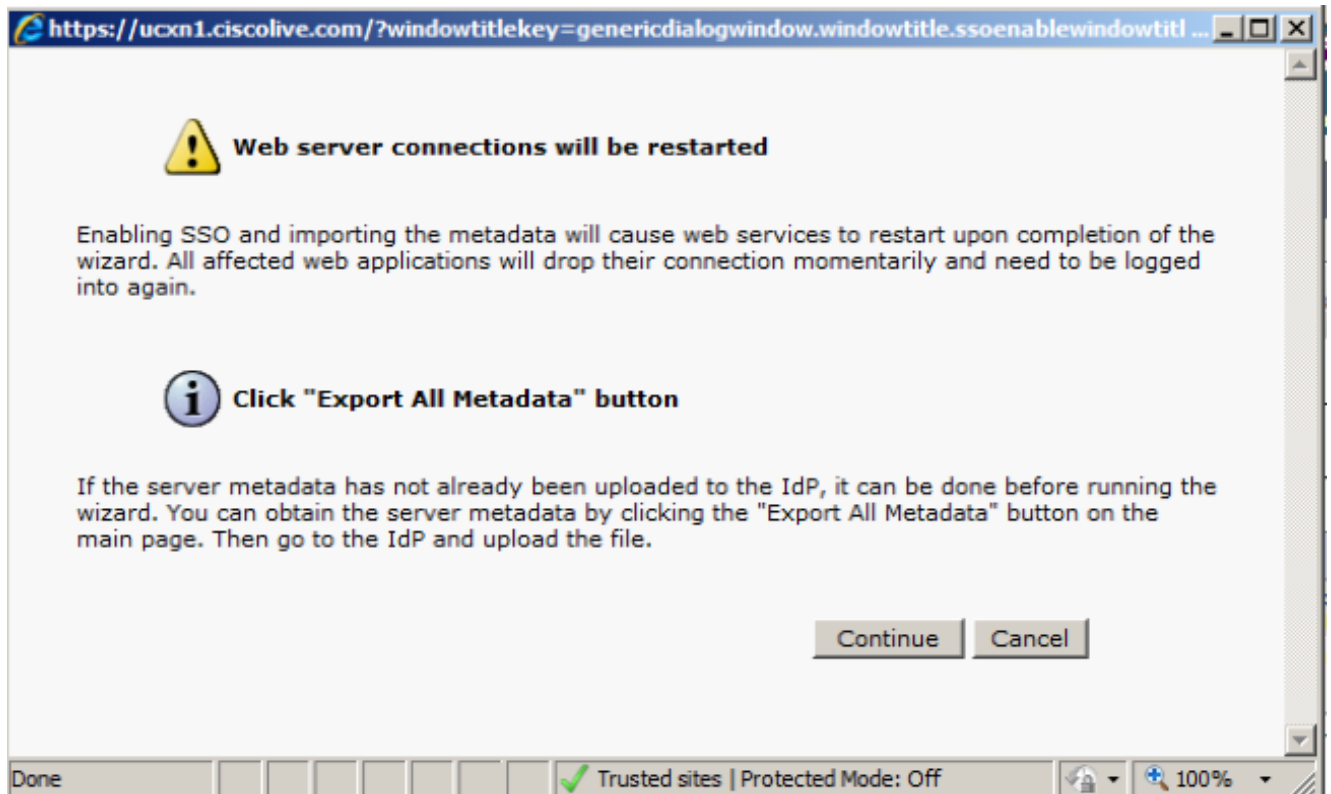 https://ucxn1.ciscolive.com/?windowtitlekey=genericdialogwindow.windowtitle.ssoenablewindowtitl ...
Web server connections will be restarted
Enabling SSO and importing the metadata will cause web services to restart upon completion of the
wizard. All affected web applications will drop their connection momentarily and need to be logged
into again.
Click "Export All Metadata" button
If the server metadata has not already been uploaded to the IdP, it can be done before running the
wizard. You can obtain the server metadata by clicking the "Export All Metadata" button on the
main page. Then go to the IdP and upload the file.
Continue Cancel
Done Trusted sites | Protected Mode: Off 100%